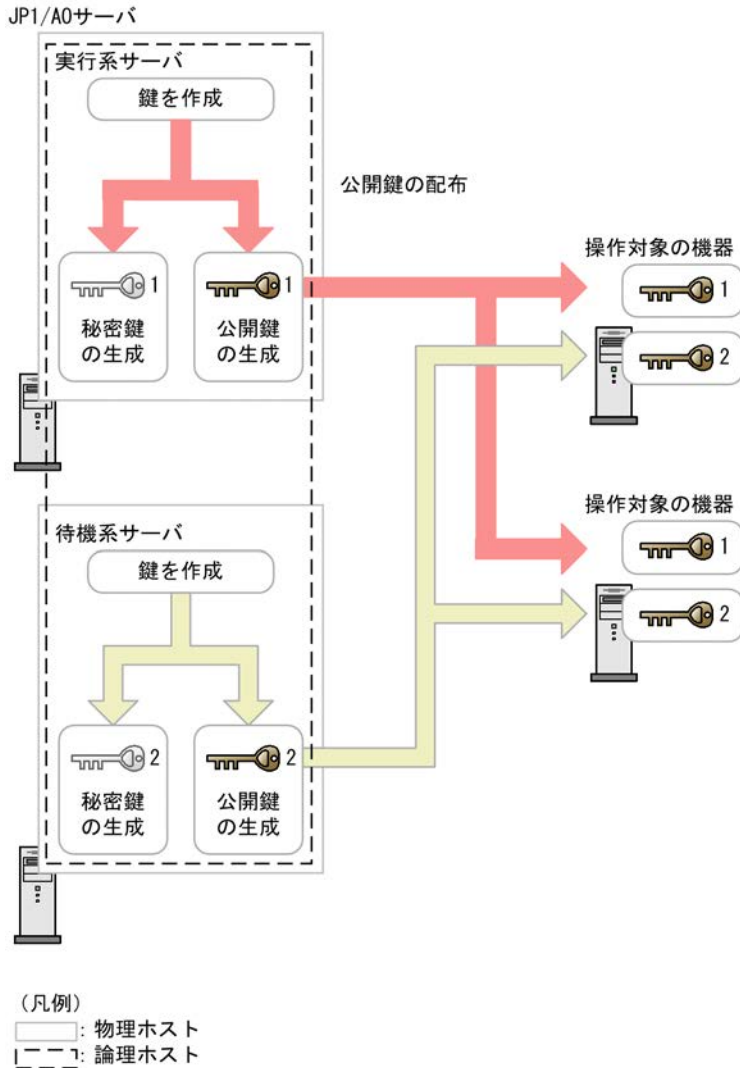 JP1/AOサーバ
実行系サーバ
鍵を作成
公開鍵の配布
1
秘密鍵
の生成
1
公開鍵
の生成
操作対象の機器
1
2
操作対象の機器
1
2
待機系サーバ
鍵を作成
2
秘密鍵
の生成
2
公開鍵
の生成
（凡例）
：物理ホスト
：論理ホスト